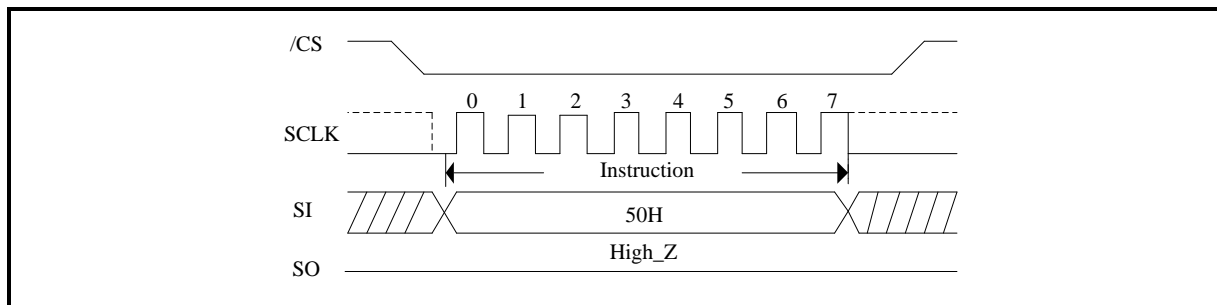 /CS
0 1 2 3 4 5 6 7
SCLK
Instruction
SI
50H
High_Z
SO